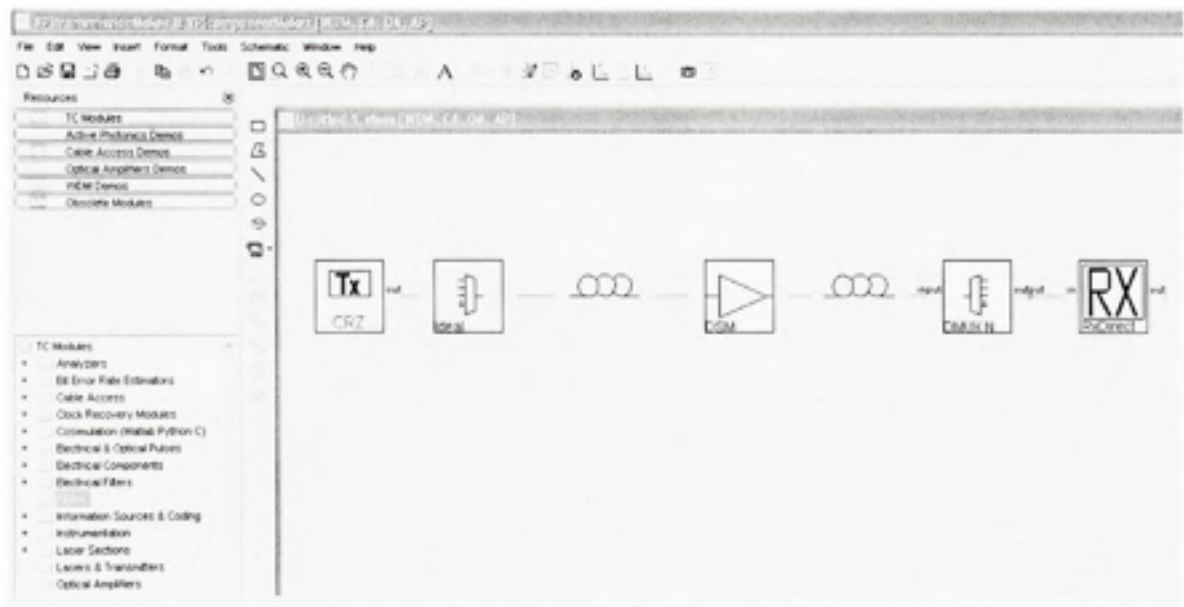 File Edit View Insert Format Tools Schematic Window Help
Resources
TC Modules
Active Photonics Demos
Cable Access Demos
Optical Amplifiers Demos
WDM Demos
Obsolete Modules
A
Tx
CRZ
out
Ideal
DSM
input
DMUX N
output
in
RX
RxDirect
out
TC Modules
Analyzers
Bit Error Rate Estimators
Cable Access
Clock Recovery Modules
Cosimulation (Matlab Python C)
Electrical & Optical Pulses
Electrical Components
Electrical Filters
Information Sources & Coding
Instrumentation
Laser Sections
Lasers & Transmitters
Optical Amplifiers